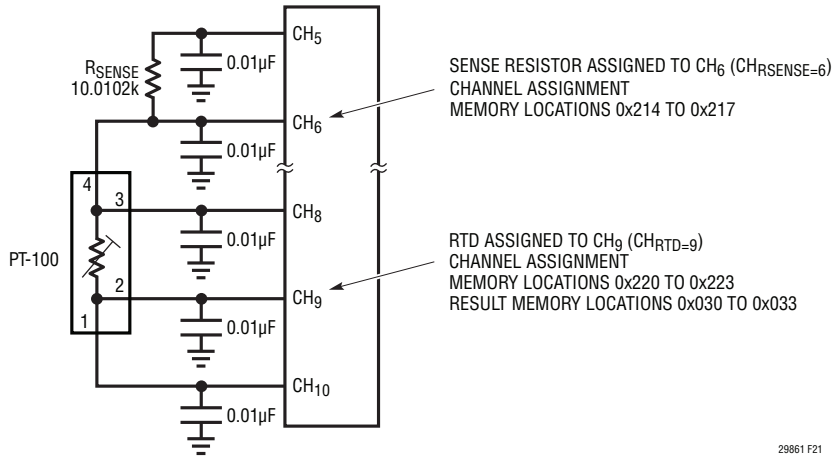 CH5
RSENSE
10.0102k
0.01µF
CH6
0.01µF
SENSE RESISTOR ASSIGNED TO CH6 (CHRSENSE=6)
CHANNEL ASSIGNMENT
MEMORY LOCATIONS 0x214 TO 0x217
4
3
CH8
0.01µF
PT-100
2
CH9
0.01µF
RTD ASSIGNED TO CH9 (CHRTD=9)
CHANNEL ASSIGNMENT
MEMORY LOCATIONS 0x220 TO 0x223
RESULT MEMORY LOCATIONS 0x030 TO 0x033
1
CH10
0.01µF
29861 F21